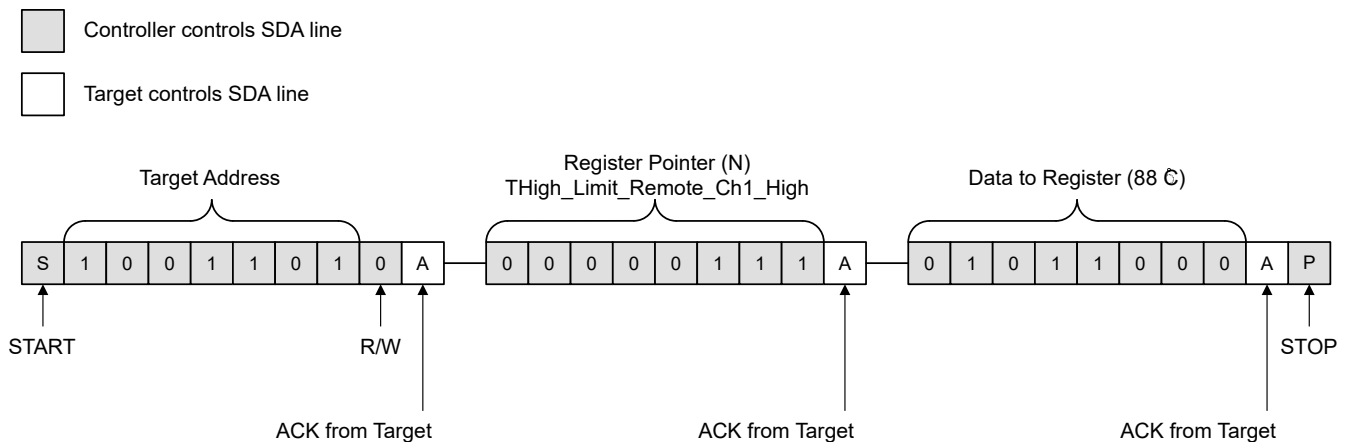 Controller controls SDA line
Target controls SDA line
Target Address
Register Pointer (N)
THigh_Limit_Remote_Ch1_High
Data to Register (88 °C)
S 1 0 0 1 1 0 1 0 A 0 0 0 0 0 1 1 1 A 0 1 0 1 1 0 0 0 A P
START R/W STOP
ACK from Target ACK from Target ACK from Target